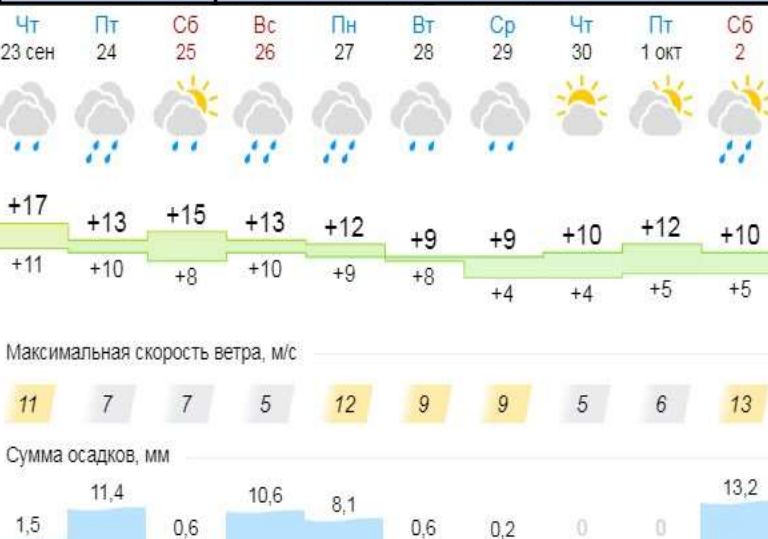 Чт Пт Сб Вс Пн Вт Ср Чт Пт Сб
23 сен 24 25 26 27 28 29 30 1 окт 2
+17 +13 +15 +13 +12 +9 +9 +10 +12 +10
+11 +10 +8 +10 +9 +8 +4 +4 +5 +5
Максимальная скорость ветра, м/с
11 7 7 5 12 9 9 5 6 13
Сумма осадков, мм
1,5 11,4 0,6 10,6 8,1 0,6 0,2 0 0 13,2